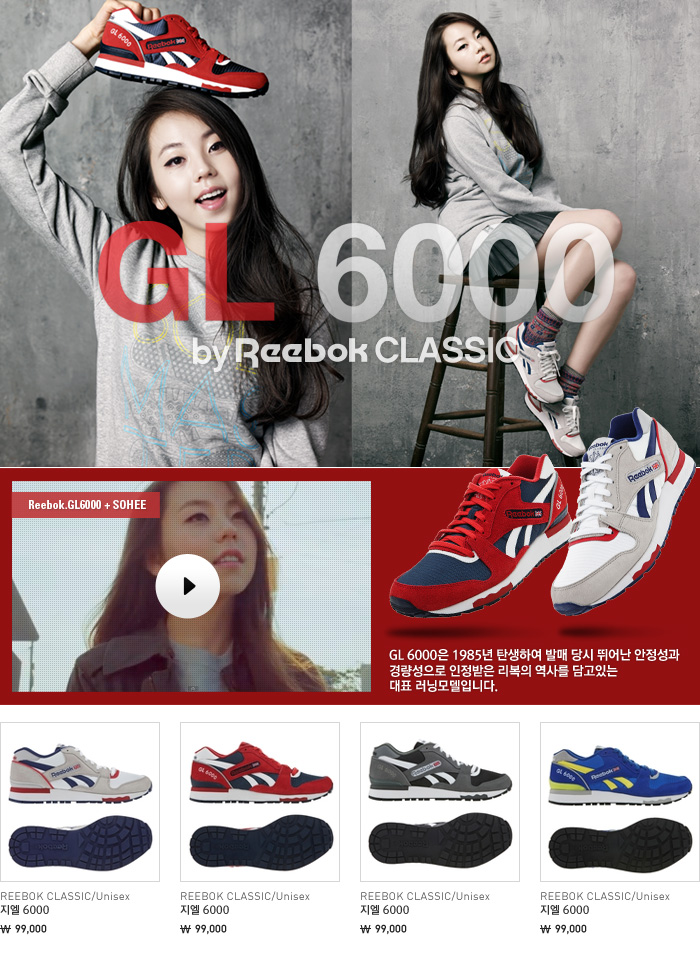 GL 6000
by Reebok CLASSIC
Reebok.GL6000 + SOHEE
GL 6000은 1985년 탄생하여 발매 당시 뛰어난 안정성과
경량성으로 인정받은 리복의 역사를 담고있는
대표 러닝모델입니다.
REEBOK CLASSIC/Unisex
지엘 6000
₩ 99,000
REEBOK CLASSIC/Unisex
지엘 6000
₩ 99,000
REEBOK CLASSIC/Unisex
지엘 6000
₩ 99,000
REEBOK CLASSIC/Unisex
지엘 6000
₩ 99,000